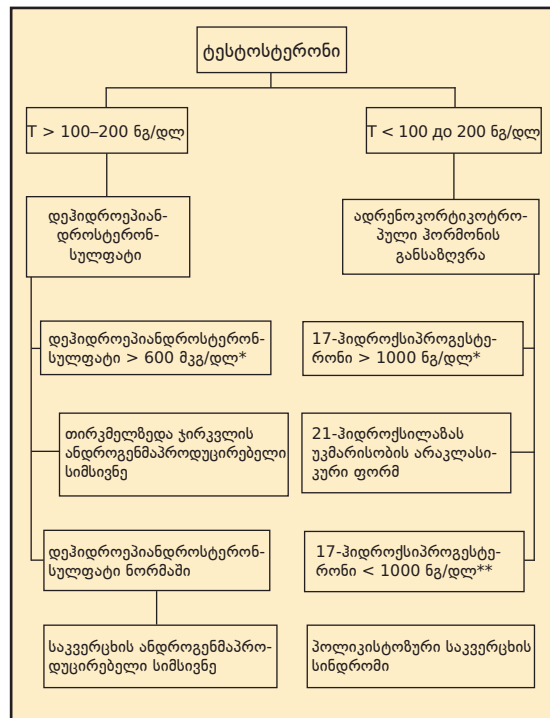 ტესტოსტერონი
T > 100–200 ნგ/დლ
T < 100 до 200 ნგ/დლ
დეჰიდროეპიან-
დროსტერონ-
სულფატი
ადრენოკორტიკოტრო-
პული ჰორმონის
განსაზღვრა
დეჰიდროეპიანდროსტერონ-
სულფატი > 600 მკგ/დლ*
17-ჰიდროქსიპროგესტე-
რონი > 1000 ნგ/დლ*
თირკმელზედა ჯირკვლის
ანდროგენმაპროდუცირებელი
სიმსივნე
21-ჰიდროქსილაზას
უკმარისობის არაკლასი-
კური ფორმ
დეჰიდროეპიანდროსტერონ-
სულფატი ნორმაში
17-ჰიდროქსიპროგესტე-
რონი < 1000 ნგ/დლ**
საკვერცხის ანდროგენმაპრო-
დუცირებელი სიმსივნე
პოლიკისტოზური საკვერცხის
სინდრომი